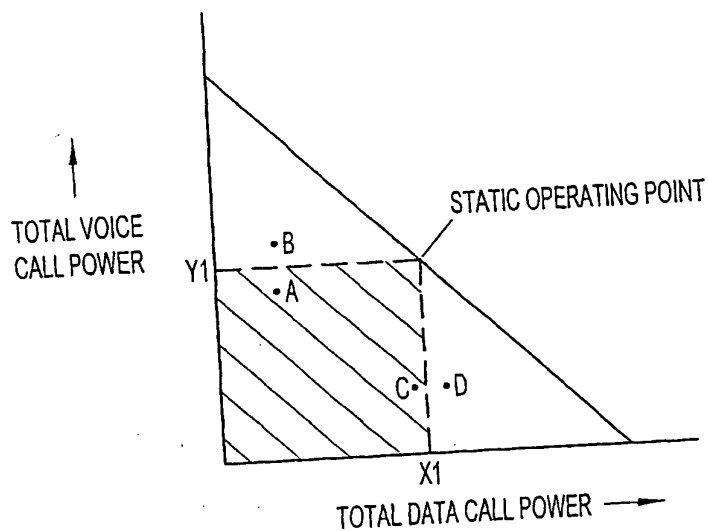 STATIC OPERATING POINT
TOTAL VOICE
CALL POWER
B
Y1
A
C
D
X1
TOTAL DATA CALL POWER